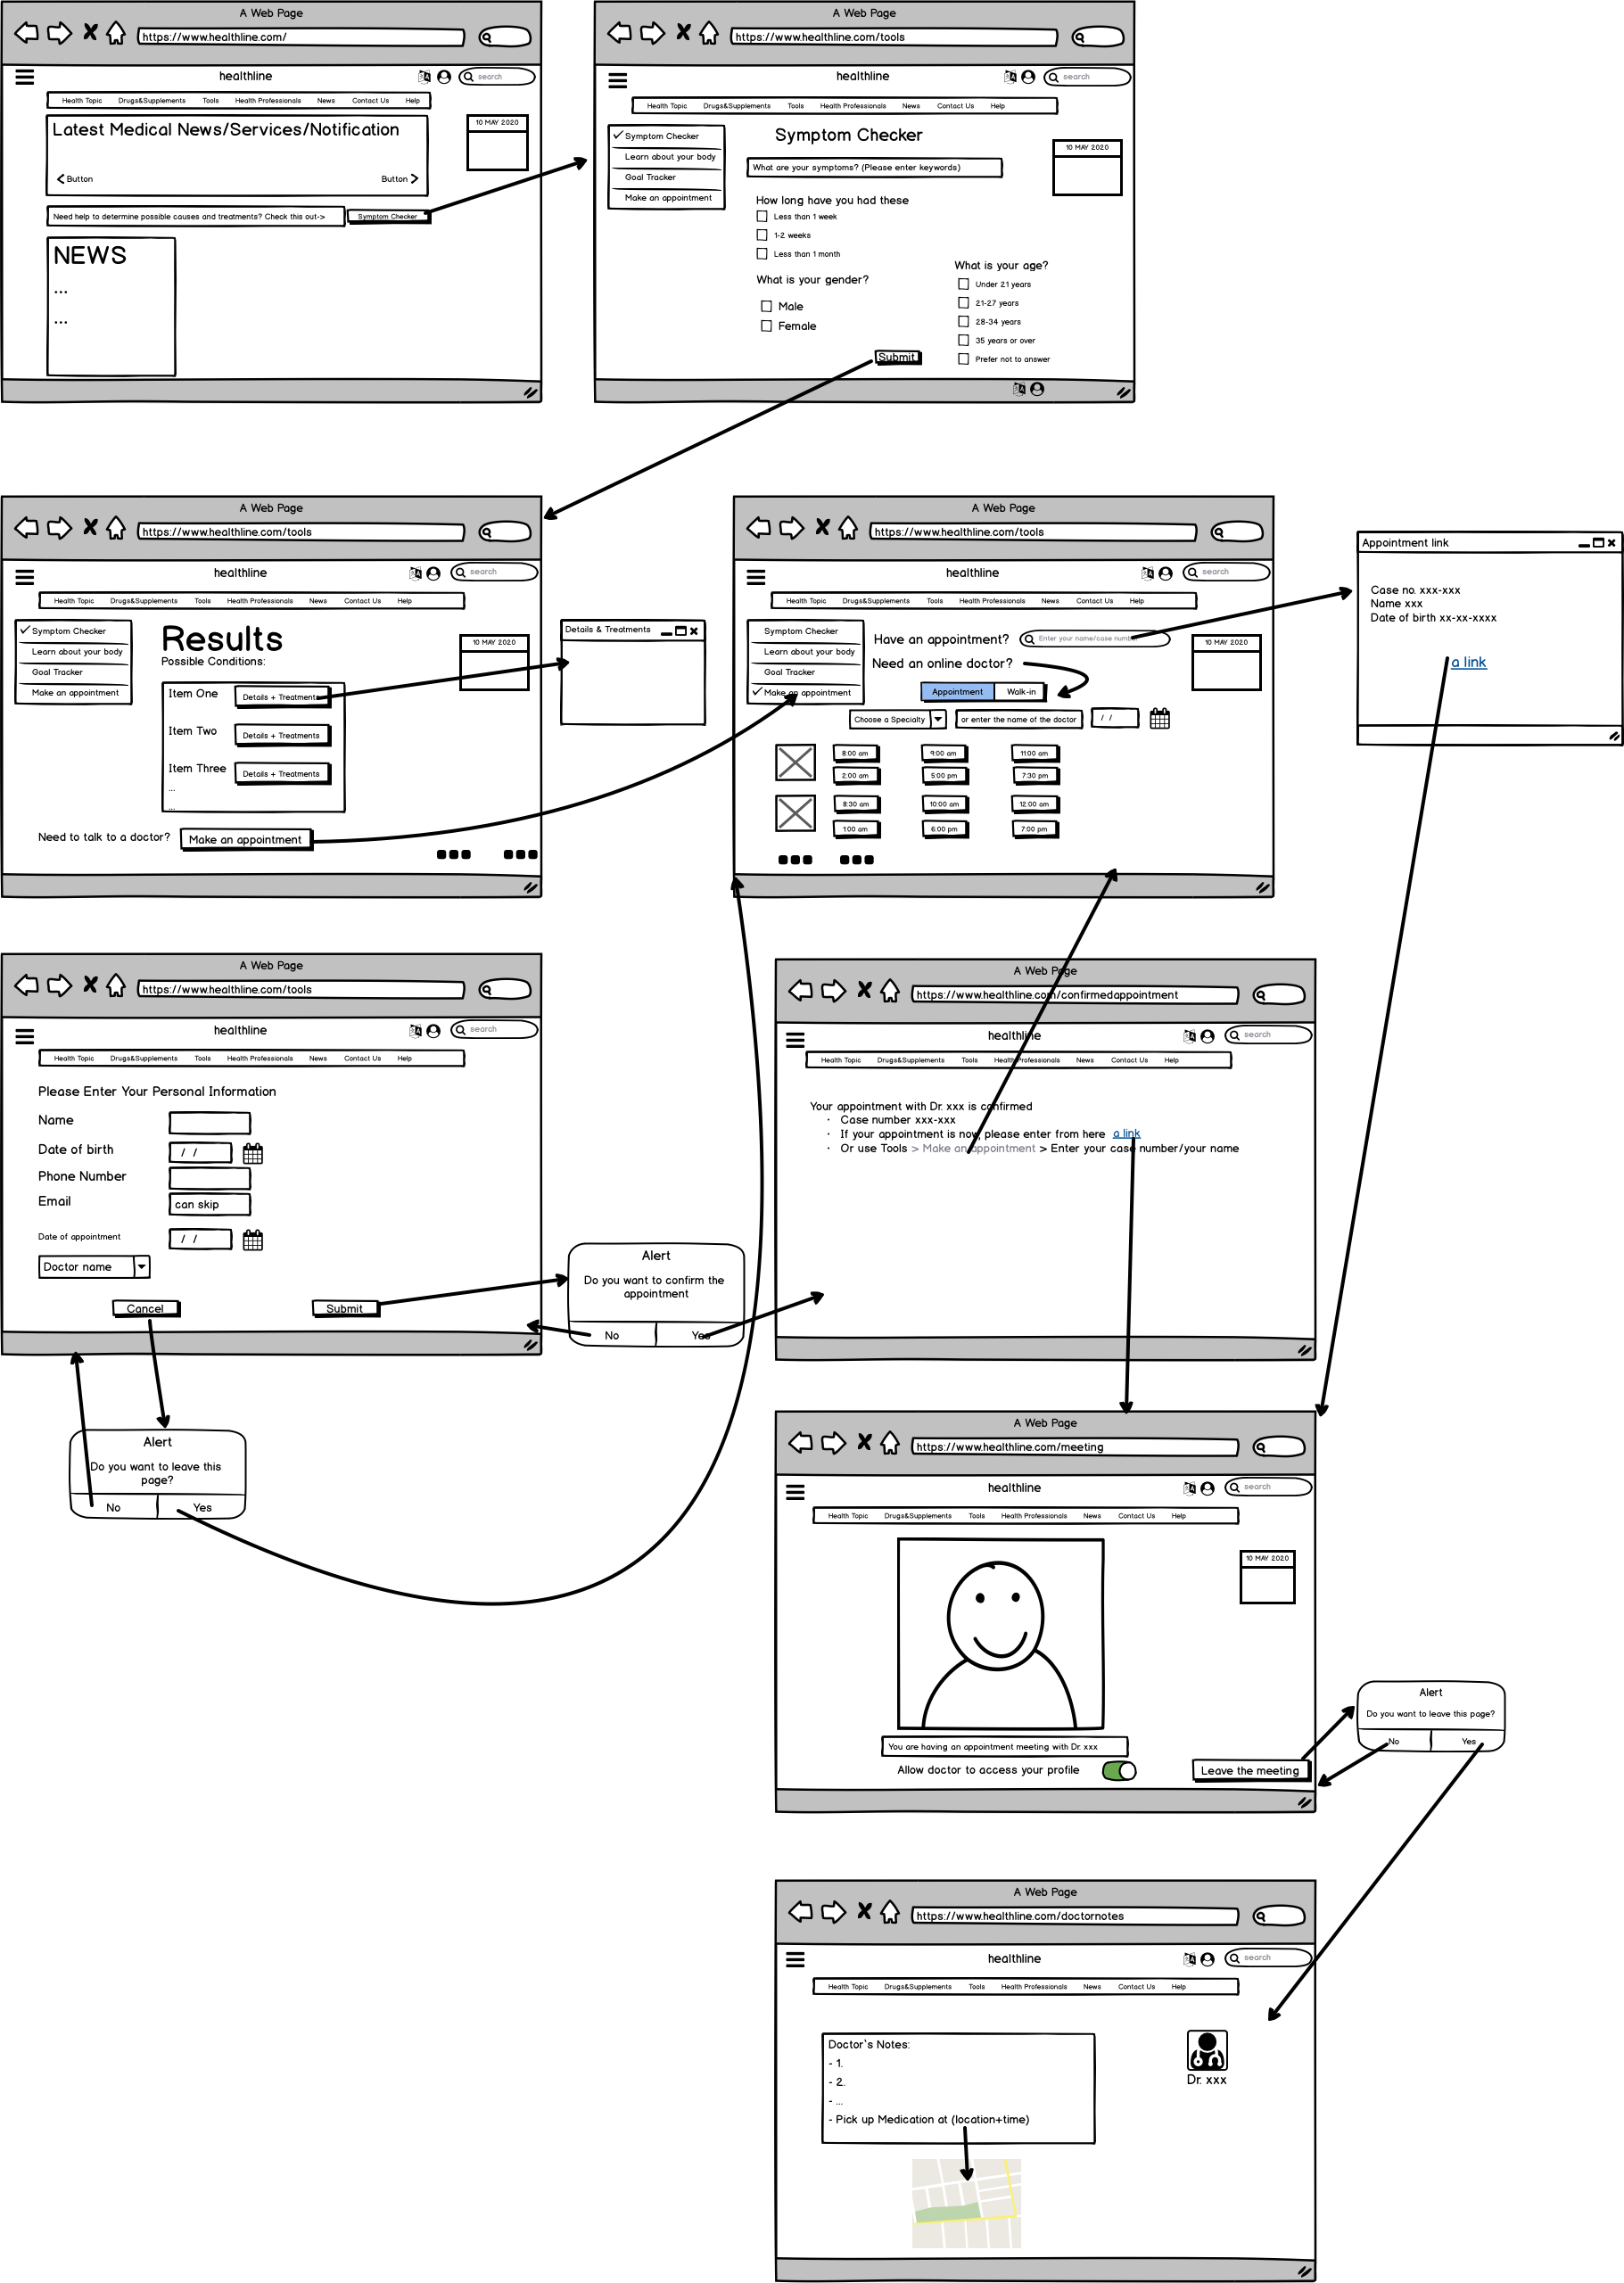 A Web Page
https://www.healthline.com/
healthline
search
Health Topic Drugs&Supplements Tools Health Professionals News Contact Us Help
Latest Medical News/Services/Notification
10 MAY 2020
Button
Button
Need help to determine possible causes and treatments? Check this out->
Symptom Checker
NEWS
...
...
A Web Page
https://www.healthline.com/tools
healthline
search
Health Topic Drugs&Supplements Tools Health Professionals News Contact Us Help
Symptom Checker
Learn about your body
Goal Tracker
Make an appointment
Symptom Checker
10 MAY 2020
What are your symptoms? (Please enter keywords)
How long have you had these
Less than 1 week
1-2 weeks
Less than 1 month
What is your gender?
Male
Female
What is your age?
Under 21 years
21-27 years
28-34 years
35 years or over
Prefer not to answer
Submit
A Web Page
https://www.healthline.com/tools
healthline
search
Health Topic Drugs&Supplements Tools Health Professionals News Contact Us Help
Symptom Checker
Learn about your body
Goal Tracker
Make an appointment
Results
Possible Conditions:
10 MAY 2020
Item One Details + Treatments
Item Two Details + Treatments
Item Three Details + Treatments
...
...
Need to talk to a doctor? Make an appointment
Details & Treatments
A Web Page
https://www.healthline.com/tools
healthline
search
Health Topic Drugs&Supplements Tools Health Professionals News Contact Us Help
Symptom Checker
Learn about your body
Goal Tracker
Make an appointment
Have an appointment? Enter your name/case number
Need an online doctor?
10 MAY 2020
Appointment Walk-in
Choose a Specialty or enter the name of the doctor / /
8:00 am 9:00 am 11:00 am
2:00 am 5:00 pm 7:30 pm
8:30 am 10:00 am 12:00 am
1:00 am 6:00 pm 7:00 pm
Appointment link
Case no. xxx-xxx
Name xxx
Date of birth xx-xx-xxxx
a link
A Web Page
https://www.healthline.com/tools
healthline
search
Health Topic Drugs&Supplements Tools Health Professionals News Contact Us Help
Please Enter Your Personal Information
Name
Date of birth / /
Phone Number
Email can skip
Date of appointment / /
Doctor name
Cancel Submit
Alert
Do you want to confirm the
appointment
No Yes
Alert
Do you want to leave this
page?
No Yes
A Web Page
https://www.healthline.com/confirmedappointment
healthline
search
Health Topic Drugs&Supplements Tools Health Professionals News Contact Us Help
Your appointment with Dr. xxx is confirmed
· Case number xxx-xxx
· If your appointment is now, please enter from here a link
· Or use Tools > Make an appointment > Enter your case number/your name
A Web Page
https://www.healthline.com/meeting
healthline
search
Health Topic Drugs&Supplements Tools Health Professionals News Contact Us Help
10 MAY 2020
You are having an appointment meeting with Dr. xxx
Allow doctor to access your profile
Leave the meeting
Alert
Do you want to leave this page?
No Yes
A Web Page
https://www.healthline.com/doctornotes
healthline
search
Health Topic Drugs&Supplements Tools Health Professionals News Contact Us Help
Doctor`s Notes:
- 1.
- 2.
- ...
- Pick up Medication at (location+time)
Dr. xxx